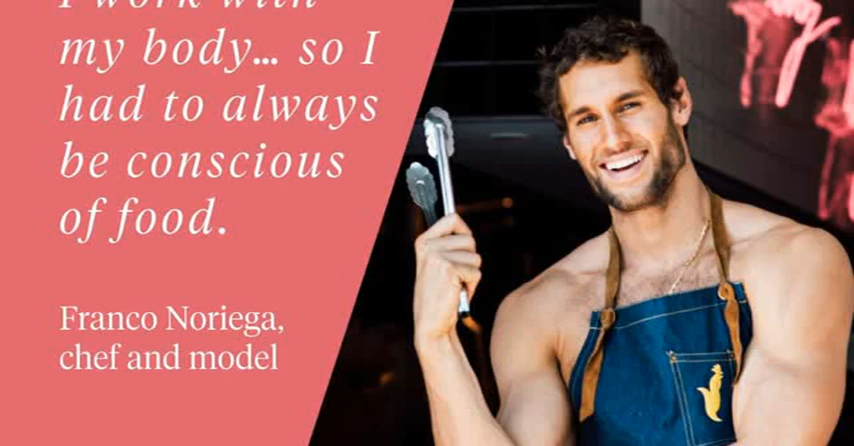 I work with
my body... so I
had to always
be conscious
of food.
Franco Noriega,
chef and model